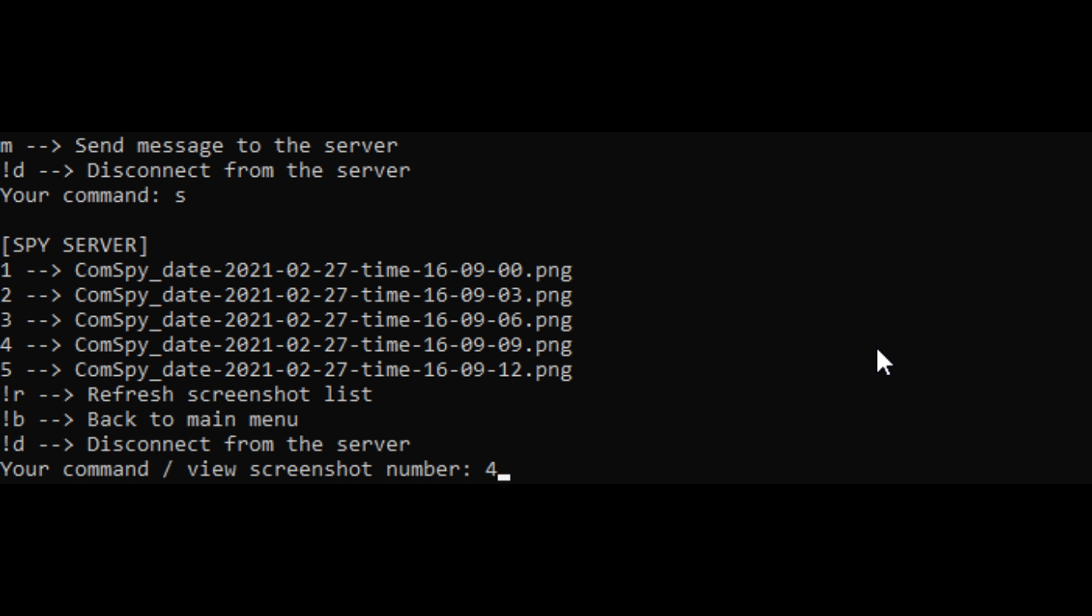 m --> Send message to the server
!d --> Disconnect from the server
Your command: s
[SPY SERVER]
1 --> ComSpy_date-2021-02-27-time-16-09-00.png
2 --> ComSpy_date-2021-02-27-time-16-09-03.png
3 --> ComSpy_date-2021-02-27-time-16-09-06.png
4 --> ComSpy_date-2021-02-27-time-16-09-09.png
5 --> ComSpy_date-2021-02-27-time-16-09-12.png
!r --> Refresh screenshot list
!b --> Back to main menu
!d --> Disconnect from the server
Your command / view screenshot number: 4